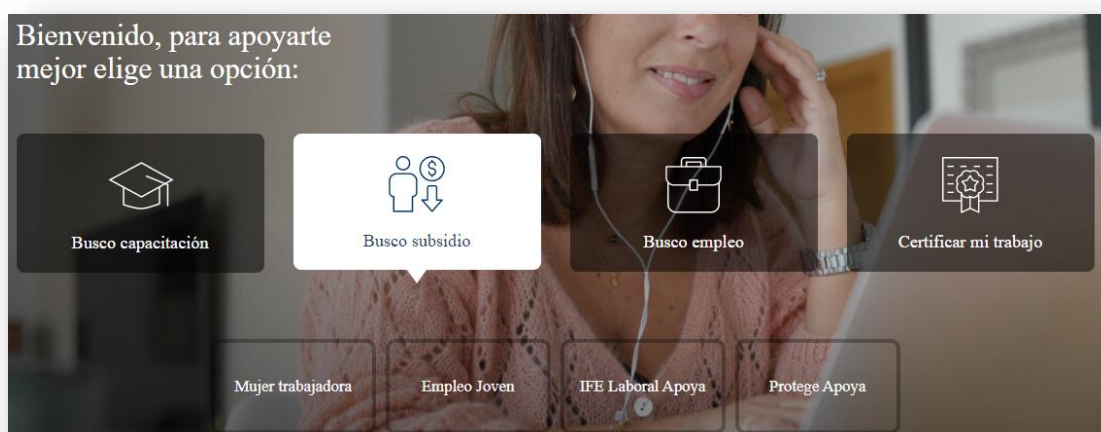 Bienvenido, para apoyarte
mejor elige una opción:
Busco capacitación
Busco subsidio
Busco empleo
Certificar mi trabajo
Mujer trabajadora
Empleo Joven
IFE Laboral Apoya
Protege Apoya